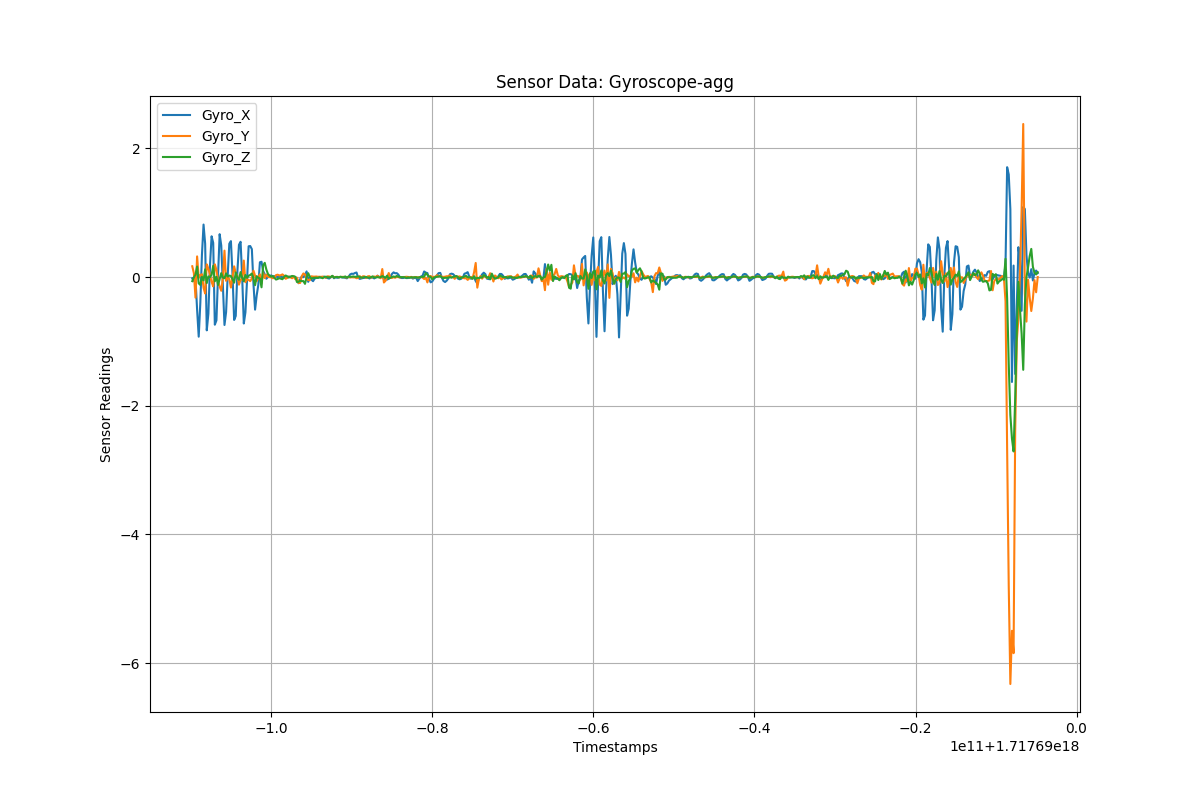 Sensor Data: Gyroscope-agg
Gyro_X
Gyro_Y
Gyro_Z
2
0
−2
−4
−6
Sensor Readings
−1.0 −0.8 −0.6 −0.4 −0.2 0.0
Timestamps
1e11+1.71769e18